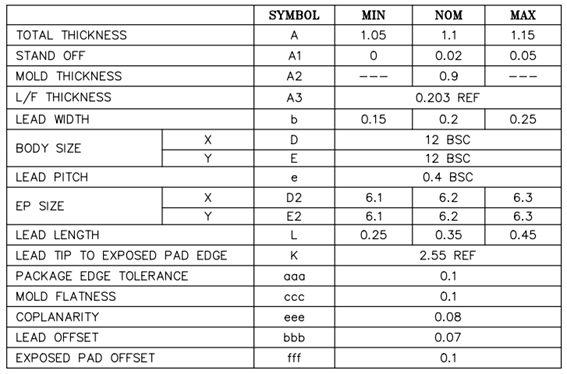 SYMBOL MIN NOM MAX
TOTAL THICKNESS A 1.05 1.1 1.15
STAND OFF A1 0 0.02 0.05
MOLD THICKNESS A2 --- 0.9 ---
L/F THICKNESS A3 0.203 REF
LEAD WIDTH b 0.15 0.2 0.25
BODY SIZE X D 12 BSC
Y E 12 BSC
LEAD PITCH e 0.4 BSC
EP SIZE X D2 6.1 6.2 6.3
Y E2 6.1 6.2 6.3
LEAD LENGTH L 0.25 0.35 0.45
LEAD TIP TO EXPOSED PAD EDGE K 2.55 REF
PACKAGE EDGE TOLERANCE aaa 0.1
MOLD FLATNESS ccc 0.1
COPLANARITY eee 0.08
LEAD OFFSET bbb 0.07
EXPOSED PAD OFFSET fff 0.1